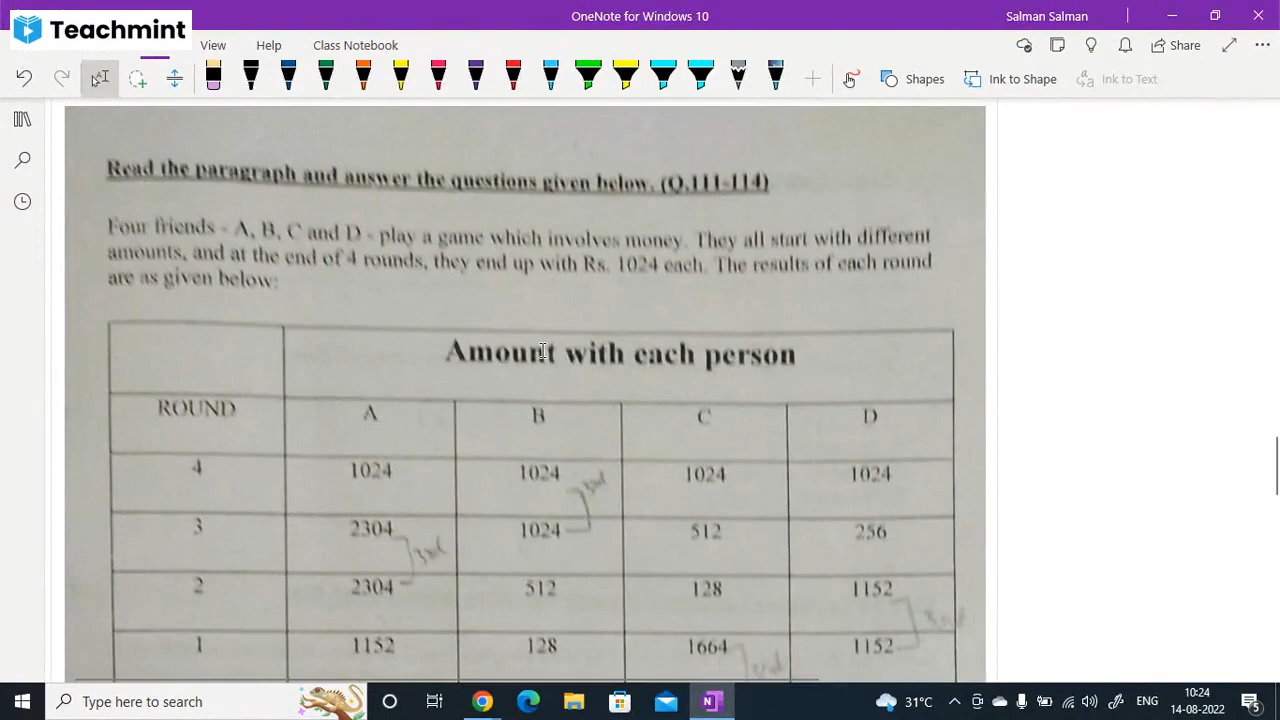 OneNote for Windows 10
Salman Salman
Teachmint
View Help Class Notebook
Share
Shapes
Ink to Shape
Ink to Text
Read the paragraph and answer the questions given below. (Q.111-114)
Four friends - A, B, C and D - play a game which involves money. They all start with different
amounts, and at the end of 4 rounds, they end up with Rs. 1024 each. The results of each round
are as given below:
Amount with each person
ROUND A B C D
4 1024 1024 1024 1024
3rd
3 2304 1024 512 256
3rd
2 2304 512 128 1152
1 1152 128 1664 1152
Type here to search
31°C
ENG
10:24
14-08-2022